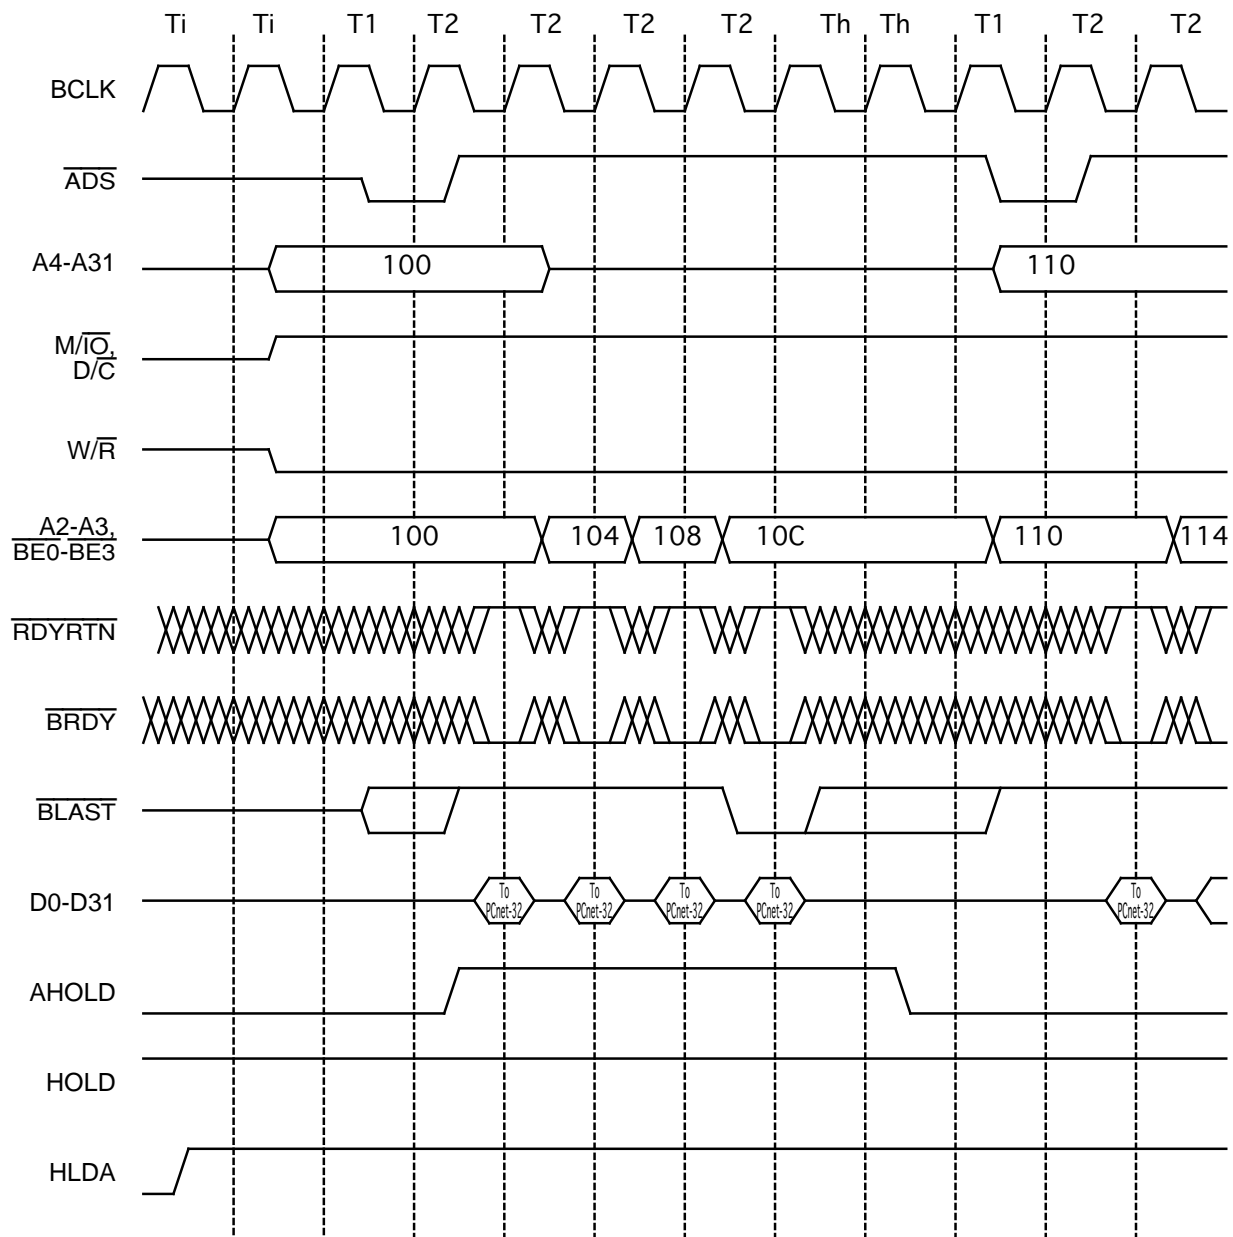 Ti Ti T1 T2 T2 T2 T2 Th Th T1 T2 T2
BCLK
ADS
A4-A31 100 110
M/IO,
D/C
W/R
A2-A3,
BE0-BE3 100 104 108 10C 110 114
RDYRTN
BRDY
BLAST
D0-D31
To To To To To
PCnet-32 PCnet-32 PCnet-32 PCnet-32 PCnet-32
AHOLD
HOLD
HLDA